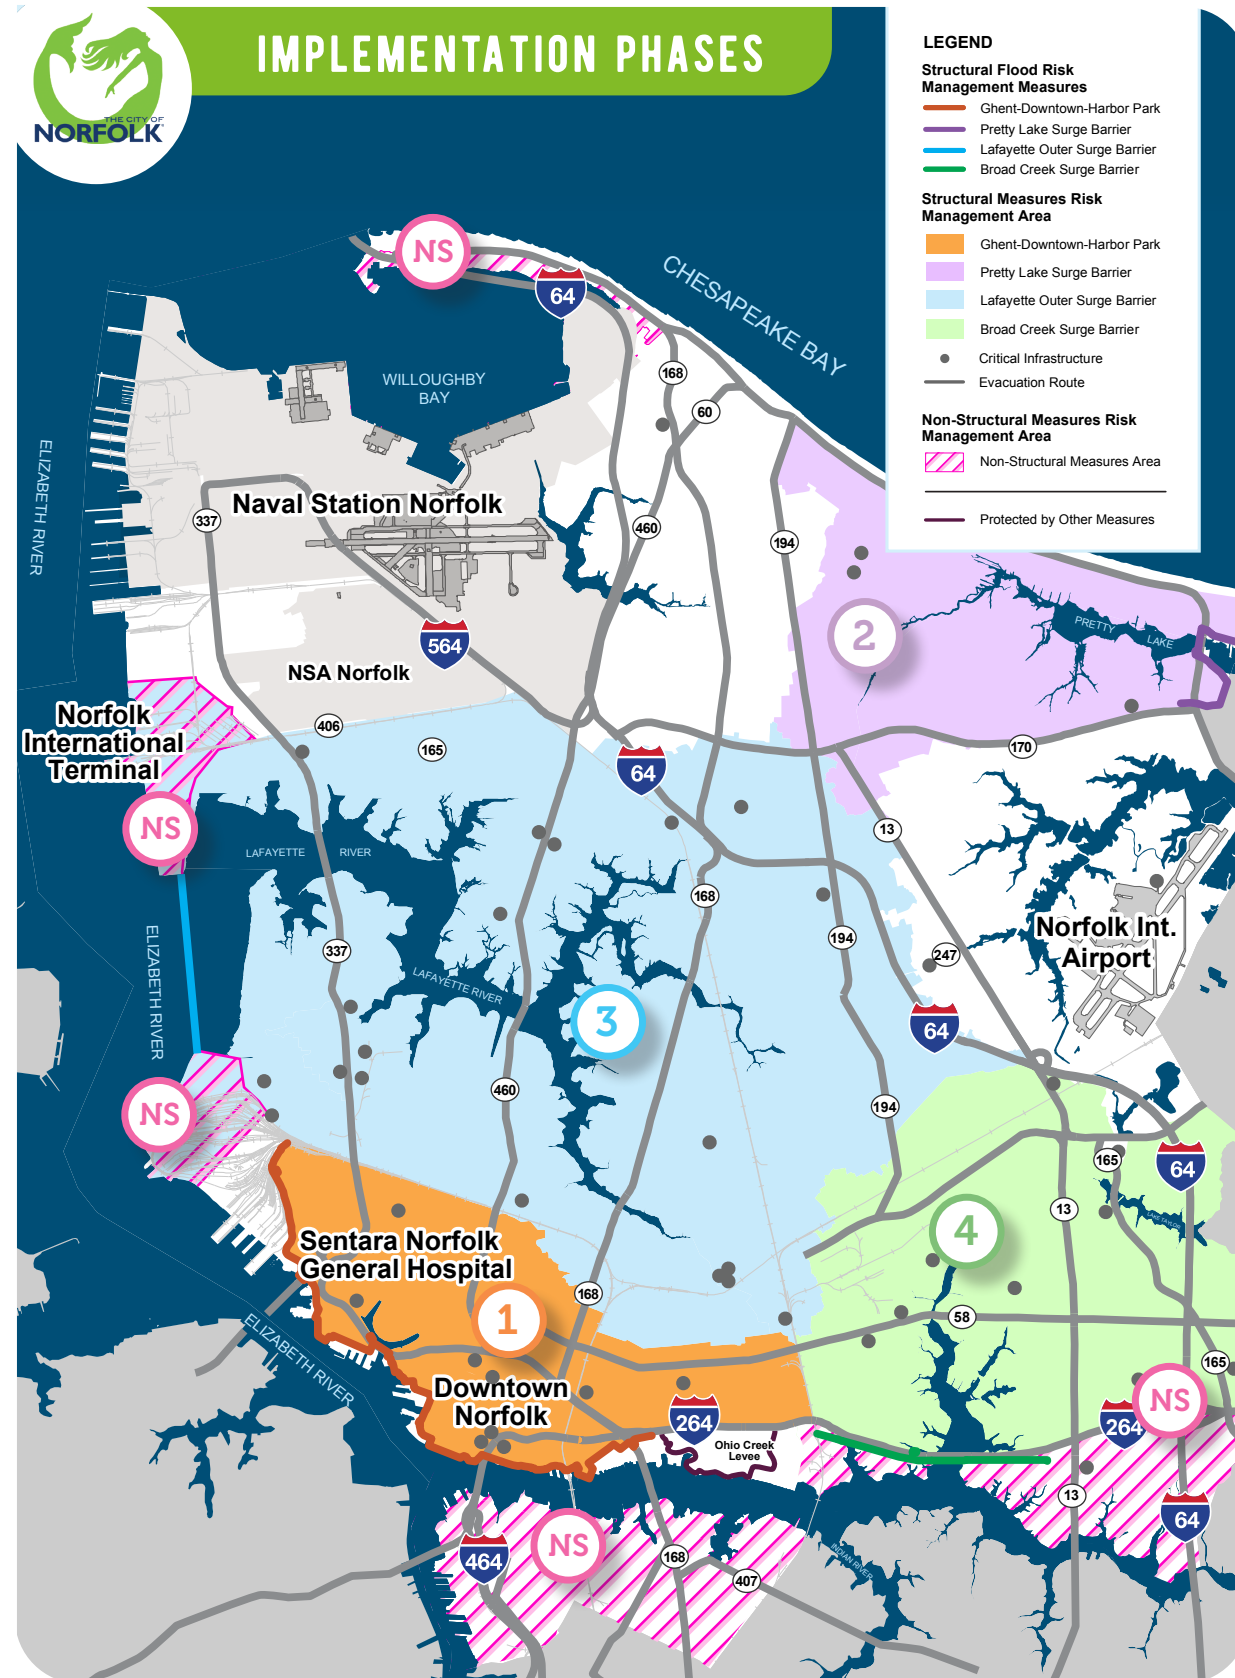 THE CITY OF
NORFOLK
IMPLEMENTATION PHASES
LEGEND
Structural Flood Risk
Management Measures
Ghent-Downtown-Harbor Park
Pretty Lake Surge Barrier
Lafayette Outer Surge Barrier
Broad Creek Surge Barrier
Structural Measures Risk
Management Area
Ghent-Downtown-Harbor Park
Pretty Lake Surge Barrier
Lafayette Outer Surge Barrier
Broad Creek Surge Barrier
Critical Infrastructure
Evacuation Route
Non-Structural Measures Risk
Management Area
Non-Structural Measures Area
Protected by Other Measures
NS
64
CHESAPEAKE BAY
WILLOUGHBY
BAY
168
60
ELIZABETH RIVER
Naval Station Norfolk
337
460
194
2
PRETTY
LAKE
564
NSA Norfolk
Norfolk
International
Terminal
406
165
64
170
NS
13
LAFAYETTE
RIVER
168
337
194
247
Norfolk Int.
Airport
ELIZABETH RIVER
LAFAYETTE RIVER
3
64
460
194
NS
165
64
13
LAKE TAYLOR
4
Sentara Norfolk
General Hospital
168
1
58
ELIZABETH RIVER
165
Downtown
Norfolk
264
NS
264
Ohio Creek
Levee
13
64
NS
464
168
407
INDIAN RIVER